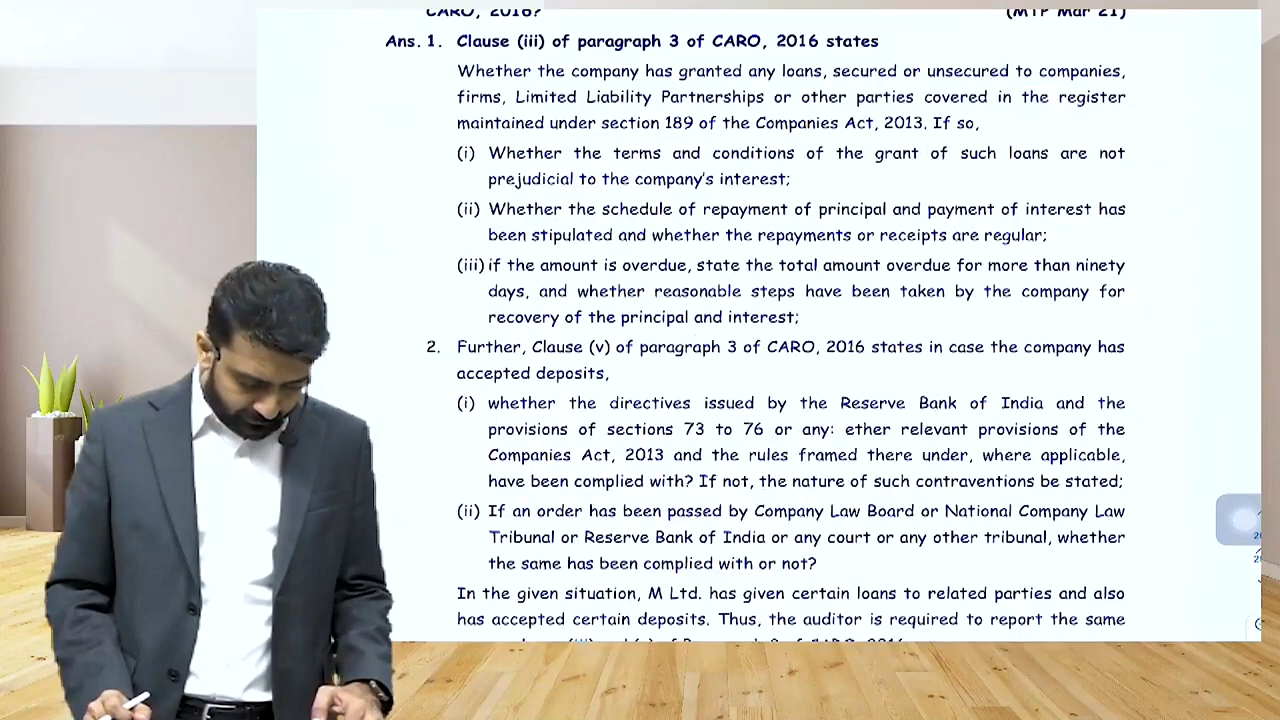 CARO, 2016? (MTP Mar 21)
Ans. 1. Clause (iii) of paragraph 3 of CARO, 2016 states
Whether the company has granted any loans, secured or unsecured to companies,
firms, Limited Liability Partnerships or other parties covered in the register
maintained under section 189 of the Companies Act, 2013. If so,
(i) Whether the terms and conditions of the grant of such loans are not
prejudicial to the company's interest;
(ii) Whether the schedule of repayment of principal and payment of interest has
been stipulated and whether the repayments or receipts are regular;
(iii) if the amount is overdue, state the total amount overdue for more than ninety
days, and whether reasonable steps have been taken by the company for
recovery of the principal and interest;
2. Further, Clause (v) of paragraph 3 of CARO, 2016 states in case the company has
accepted deposits,
(i) whether the directives issued by the Reserve Bank of India and the
provisions of sections 73 to 76 or any: ether relevant provisions of the
Companies Act, 2013 and the rules framed there under, where applicable,
have been complied with? If not, the nature of such contraventions be stated;
(ii) If an order has been passed by Company Law Board or National Company Law
Tribunal or Reserve Bank of India or any court or any other tribunal, whether
the same has been complied with or not?
In the given situation, M Ltd. has given certain loans to related parties and also
has accepted certain deposits. Thus, the auditor is required to report the same